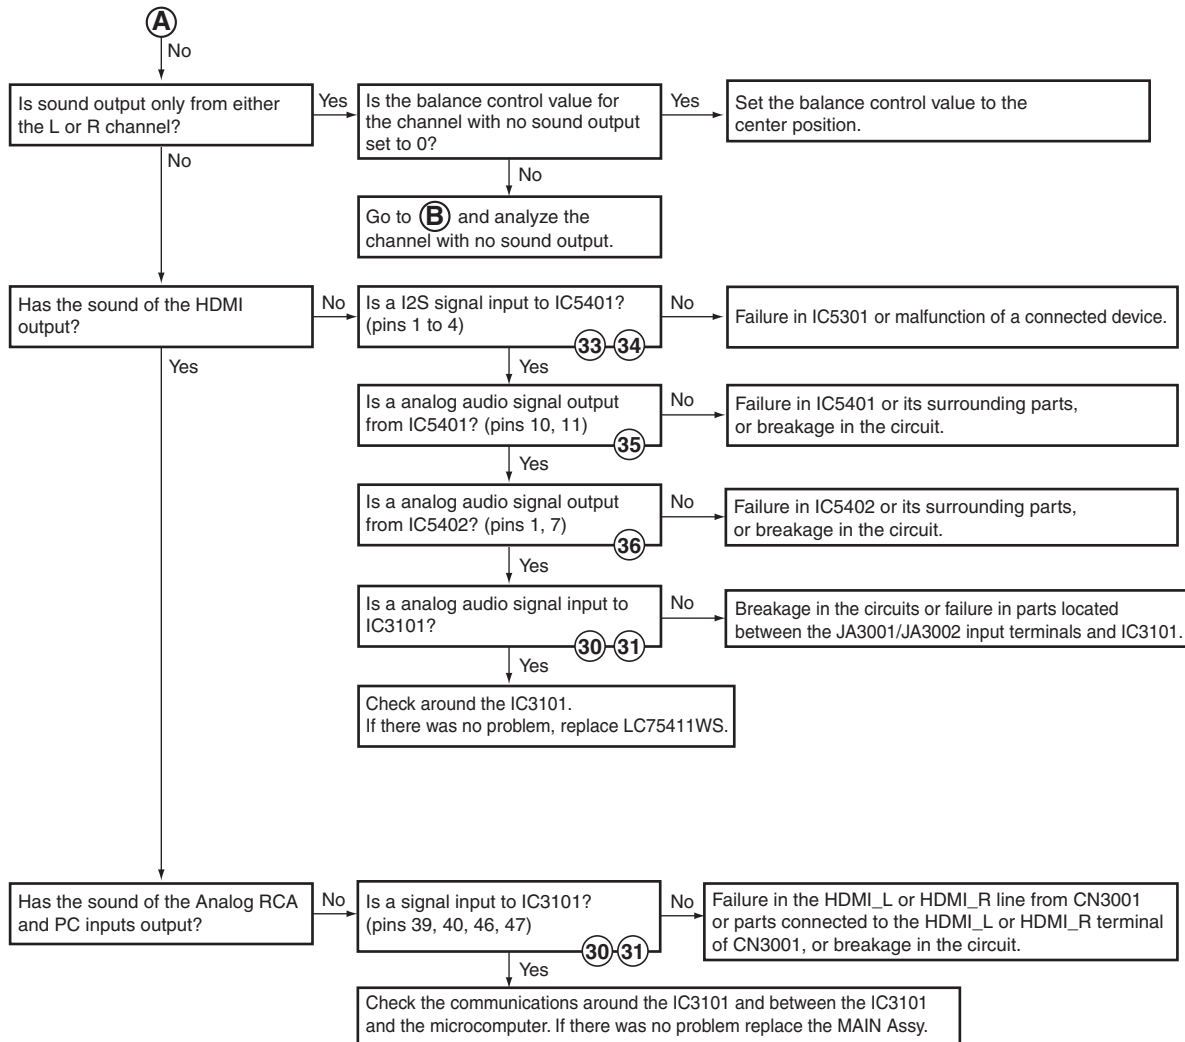 A
No
Is sound output only from either
the L or R channel?
Yes
Is the balance control value for
the channel with no sound output
set to 0?
Yes
Set the balance control value to the
center position.
No
No
Go to B and analyze the
channel with no sound output.
Has the sound of the HDMI
output?
No
Is a I2S signal input to IC5401?
(pins 1 to 4)
33 34
No
Failure in IC5301 or malfunction of a connected device.
Yes
Yes
Is a analog audio signal output
from IC5401? (pins 10, 11)
35
No
Failure in IC5401 or its surrounding parts,
or breakage in the circuit.
Yes
Is a analog audio signal output
from IC5402? (pins 1, 7)
36
No
Failure in IC5402 or its surrounding parts,
or breakage in the circuit.
Yes
Is a analog audio signal input to
IC3101?
30 31
No
Breakage in the circuits or failure in parts located
between the JA3001/JA3002 input terminals and IC3101.
Yes
Check around the IC3101.
If there was no problem, replace LC75411WS.
Has the sound of the Analog RCA
and PC inputs output?
No
Is a signal input to IC3101?
(pins 39, 40, 46, 47)
30 31
No
Failure in the HDMI_L or HDMI_R line from CN3001
or parts connected to the HDMI_L or HDMI_R terminal
of CN3001, or breakage in the circuit.
Yes
Check the communications around the IC3101 and between the IC3101
and the microcomputer. If there was no problem replace the MAIN Assy.